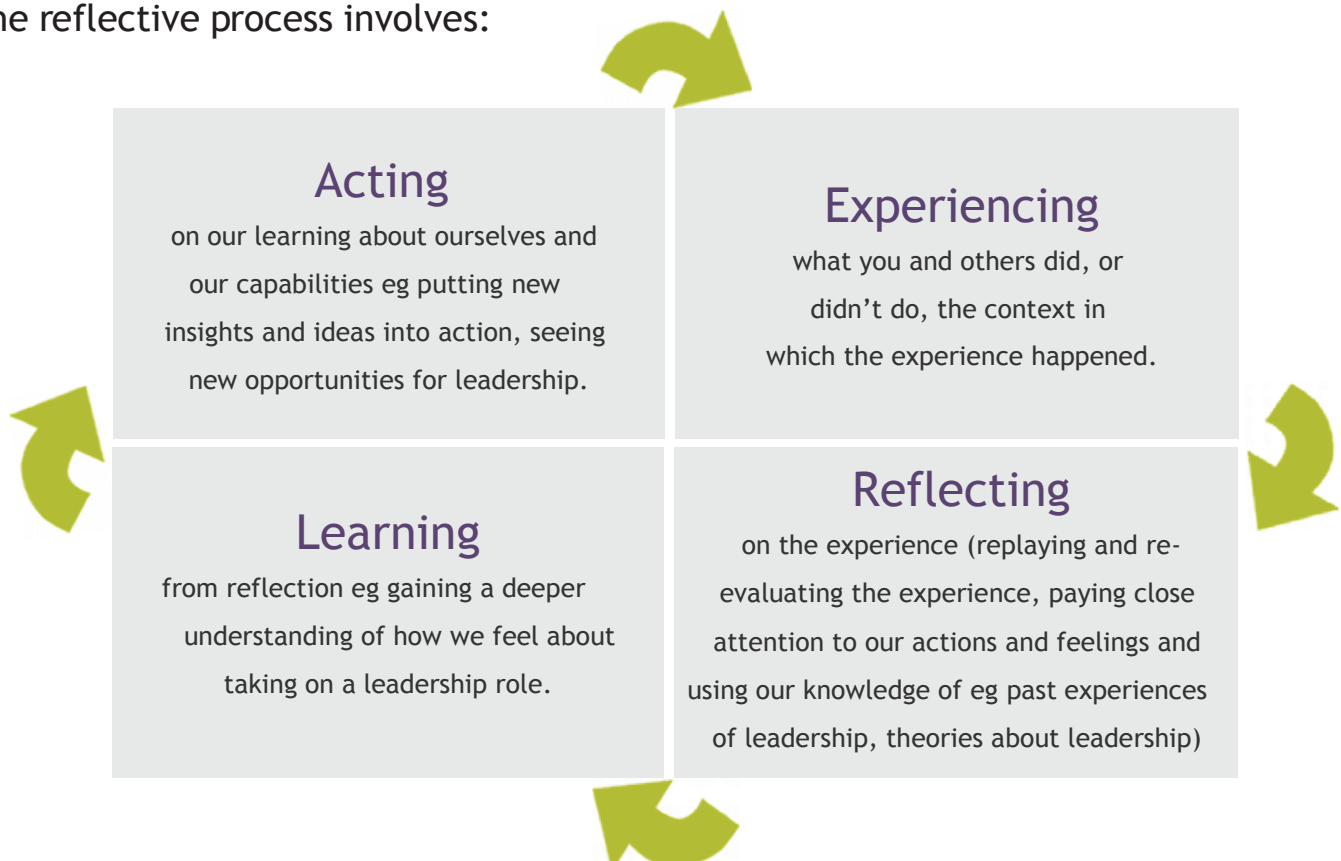 ne reflective process involves:
Acting
on our learning about ourselves and
our capabilities eg putting new
insights and ideas into action, seeing
new opportunities for leadership.
Experiencing
what you and others did, or
didn’t do, the context in
which the experience happened.
Learning
from reflection eg gaining a deeper
understanding of how we feel about
taking on a leadership role.
Reflecting
on the experience (replaying and re-
evaluating the experience, paying close
attention to our actions and feelings and
using our knowledge of eg past experiences
of leadership, theories about leadership)